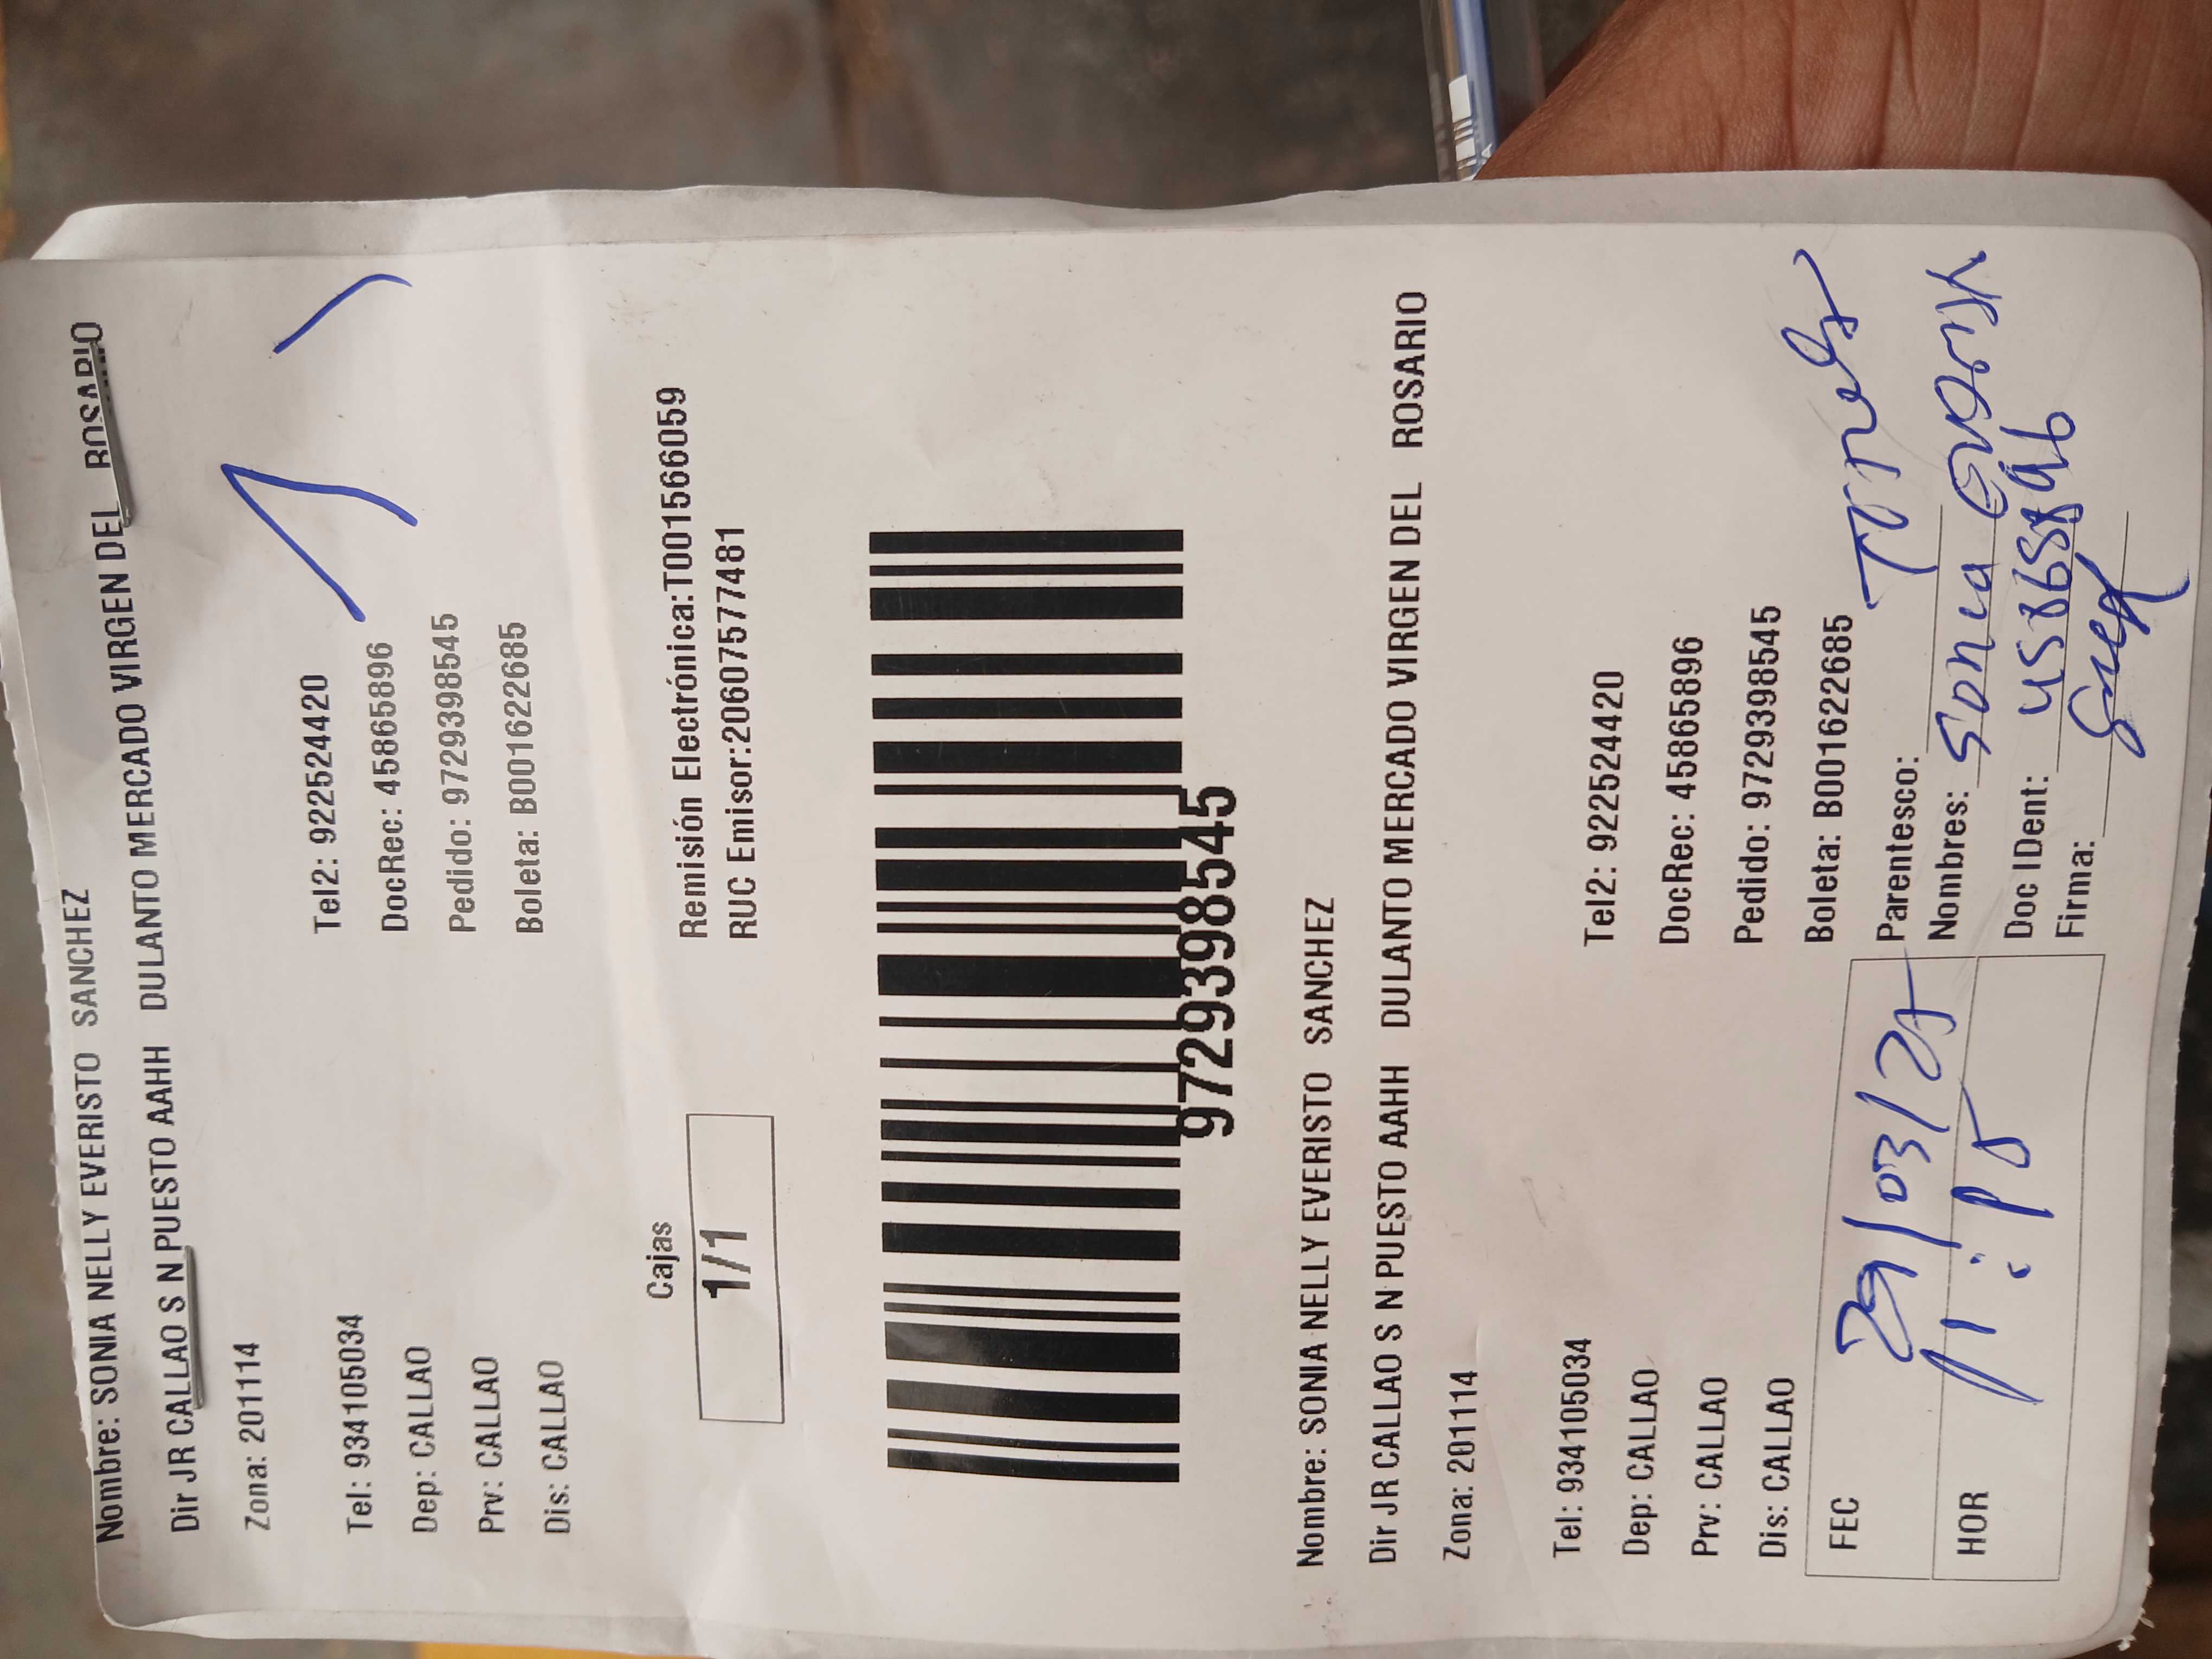 Nombre: SONIA NELLY EVERISTO SANCHEZ
Dir JR CALLAO S N PUESTO AAHH DULANTO MERCADO VIRGEN DEL ROSARIO
Zona: 201114
Tel: 934105034 Tel2: 922524420
Dep: CALLAO DocRec: 45865896
Prv: CALLAO Pedido: 9729398545
Dis: CALLAO Boleta: B001622685
Cajas
1/1
Remisión Electrónica:T001566059
RUC Emisor:20607577481
9729398545
Nombre: SONIA NELLY EVERISTO SANCHEZ
Dir JR CALLAO S N PUESTO AAHH DULANTO MERCADO VIRGEN DEL ROSARIO
Zona: 201114
Tel: 934105034 Tel2: 922524420
Dep: CALLAO DocRec: 45865896
Prv: CALLAO Pedido: 9729398545
Dis: CALLAO Boleta: B001622685
FEC 29/03/
HOR
Parentesco:
Nombres: Sonia
Doc IDent: 45865896
Firma: